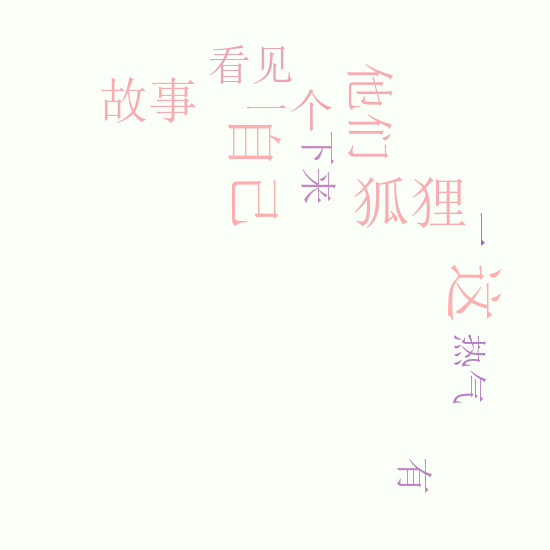 看见
故事
一个
他们
自己
下来
狐狸
一
这
热气
有